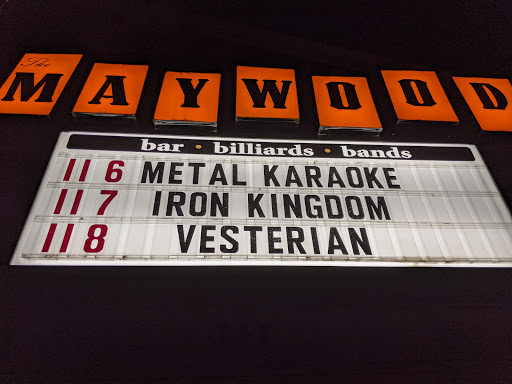 The
MAYWOOD
bar • billiards • bands
11 6 METAL KARAOKE
11 7 IRON KINGDOM
11 8 VESTERIAN